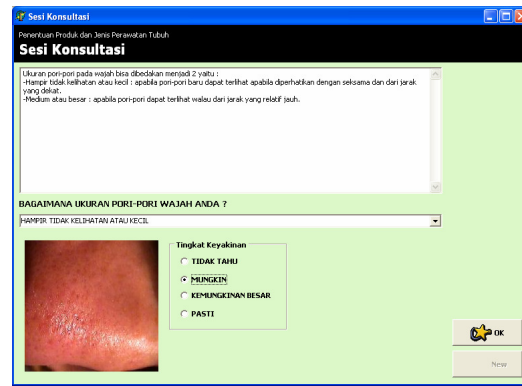 Sesi Konsultasi
Penentuan Produk dan Jenis Perawatan Tubuh
Sesi Konsultasi
Ukuran pori-pori pada wajah bisa dibedakan menjadi 2 yaitu :
-Hampir tidak kelihatan atau kecil : apabila pori-pori baru dapat terlihat apabila diperhatikan dengan seksama dan dari jarak
yang dekat.
-Medium atau besar : apabila pori-pori dapat terlihat walau dari jarak yang relatif jauh.
BAGAIMANA UKURAN PORI-PORI WAJAH ANDA ?
HAMPIR TIDAK KELIHATAN ATAU KECIL
Tingkat Keyakinan
TIDAK TAHU
MUNGKIN
KEMUNGKINAN BESAR
PASTI
OK
New